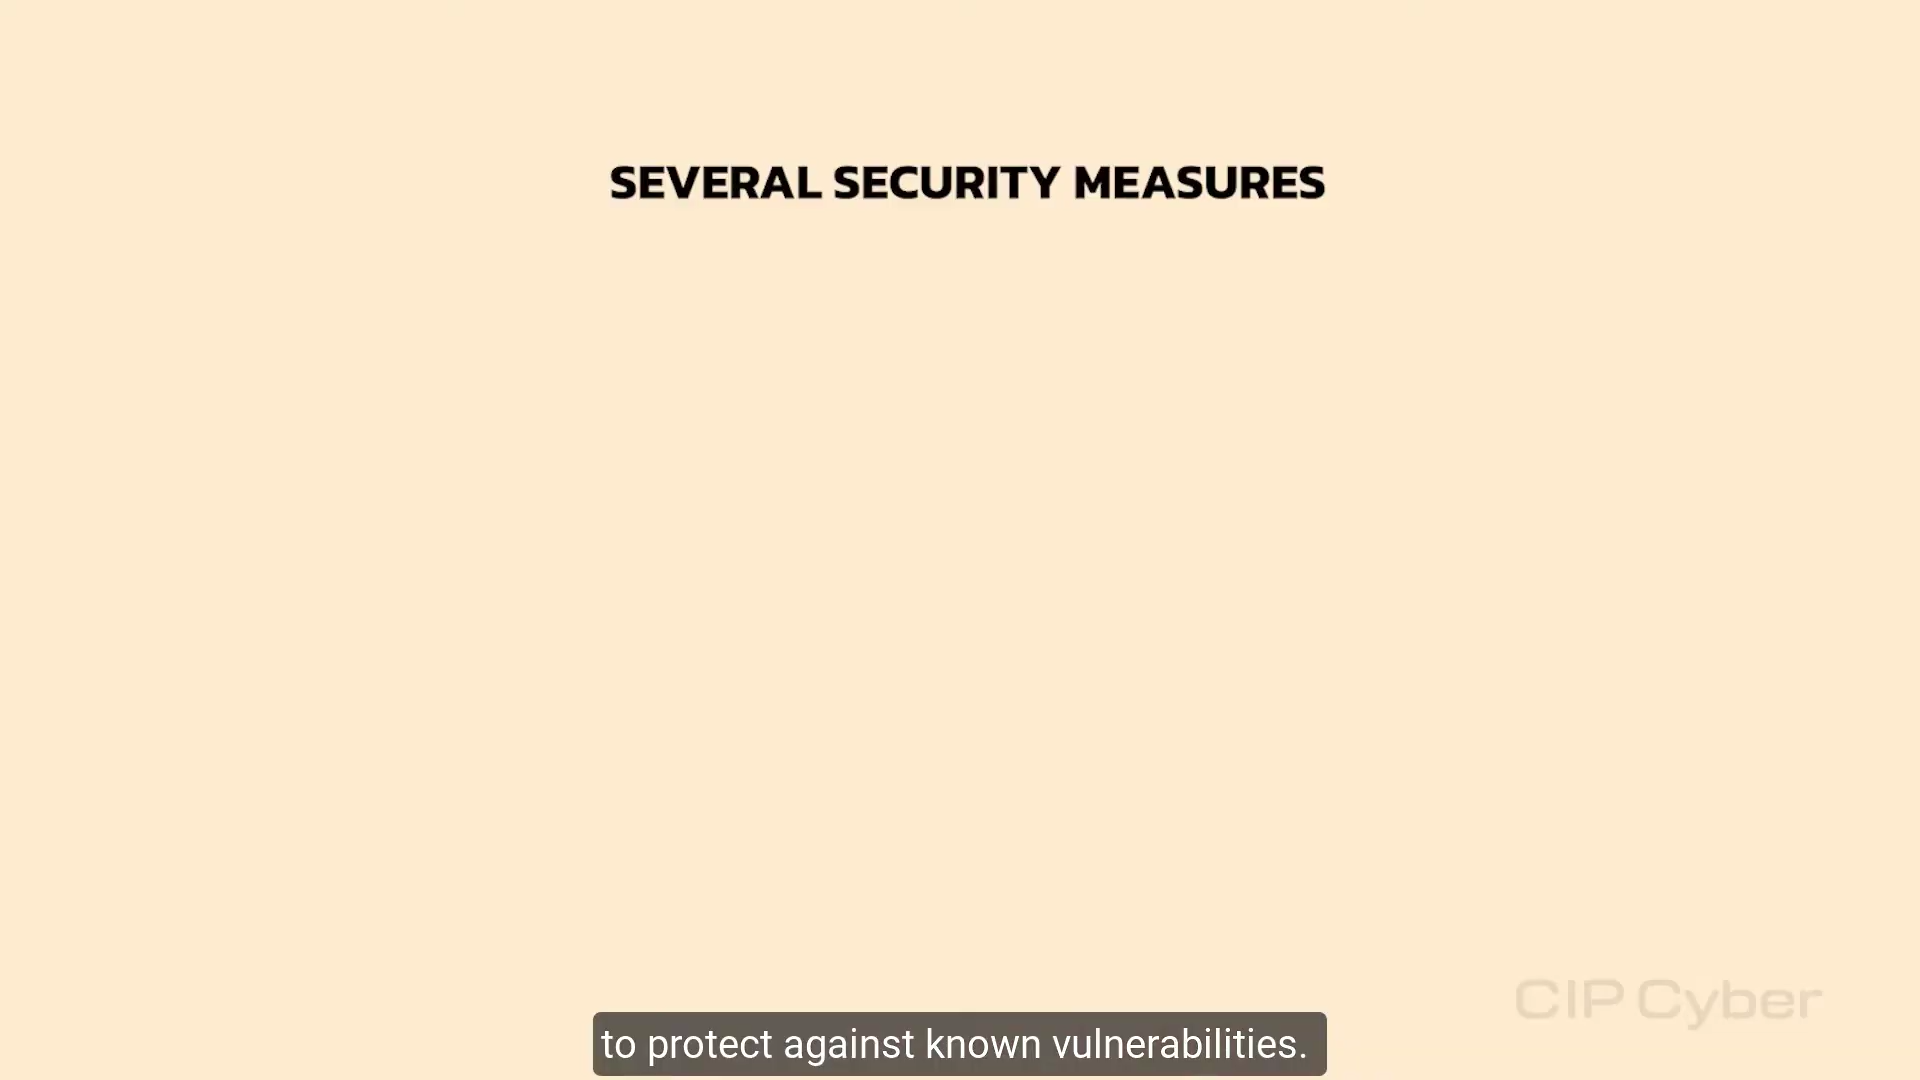 SEVERAL SECURITY MEASURES
CIP Cyber
to protect against known vulnerabilities.